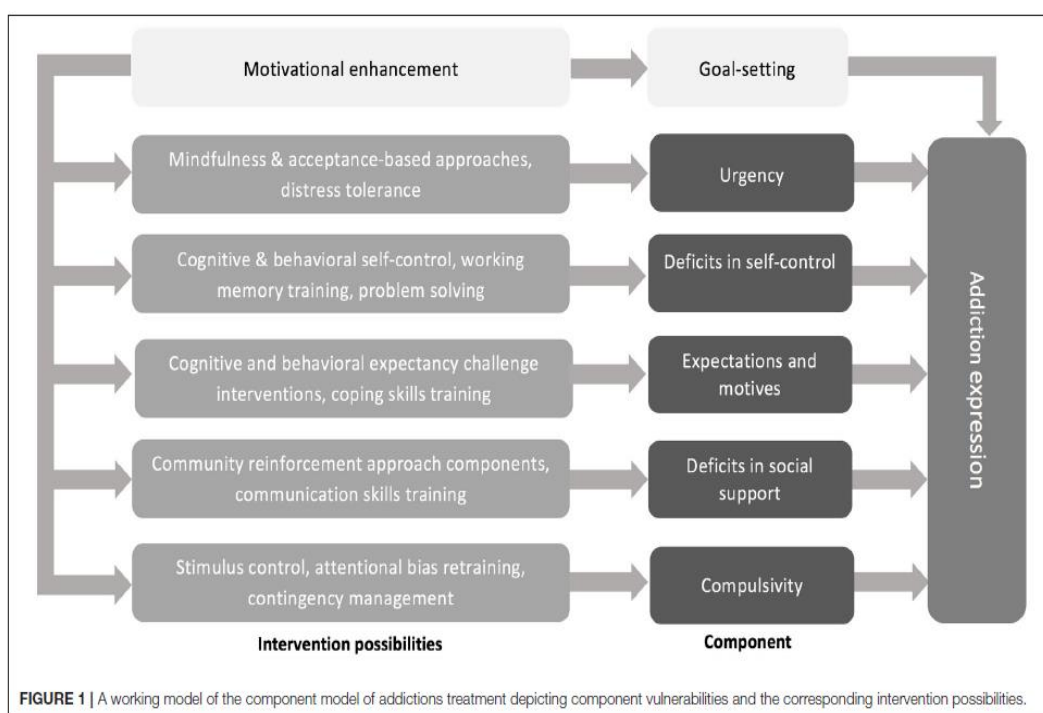 Motivational enhancement
Goal-setting
Mindfulness & acceptance-based approaches,
distress tolerance
Urgency
Cognitive & behavioral self-control, working
memory training, problem solving
Deficits in self-control
Cognitive and behavioral expectancy challenge
interventions, coping skills training
Expectations and
motives
Community reinforcement approach components,
communication skills training
Deficits in social
support
Stimulus control, attentional bias retraining,
contingency management
Compulsivity
Addiction expression
Intervention possibilities
Component
FIGURE 1 | A working model of the component model of addictions treatment depicting component vulnerabilities and the corresponding intervention possibilities.